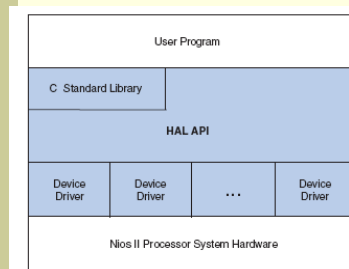 User Program
C Standard Library
HAL API
Device Driver
Device Driver
...
Device Driver
Nios II Processor System Hardware